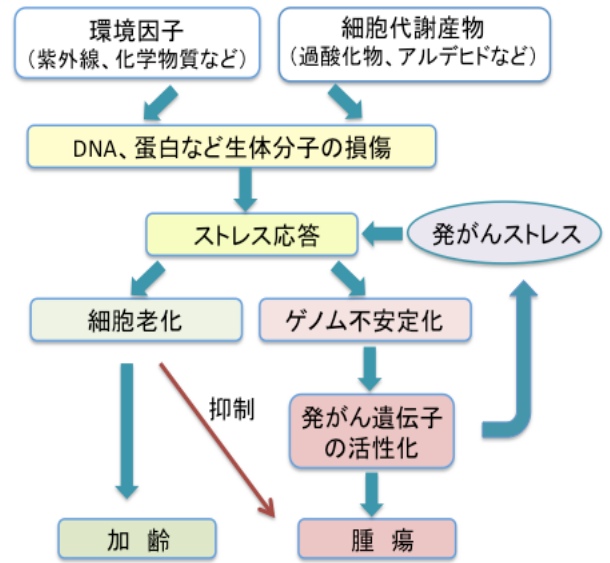 環境因子
（紫外線、化学物質など）
細胞代謝産物
（過酸化物、アルデヒドなど）
DNA、蛋白など生体分子の損傷
ストレス応答
発がんストレス
細胞老化
ゲノム不安定化
抑制
発がん遺伝子
の活性化
加　齢
腫　瘍